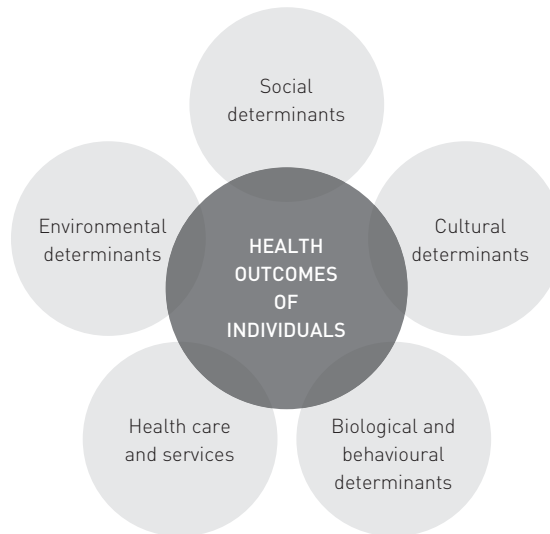 Social
determinants
Environmental
determinants
Cultural
determinants
HEALTH
OUTCOMES
OF
INDIVIDUALS
Health care
and services
Biological and
behavioural
determinants